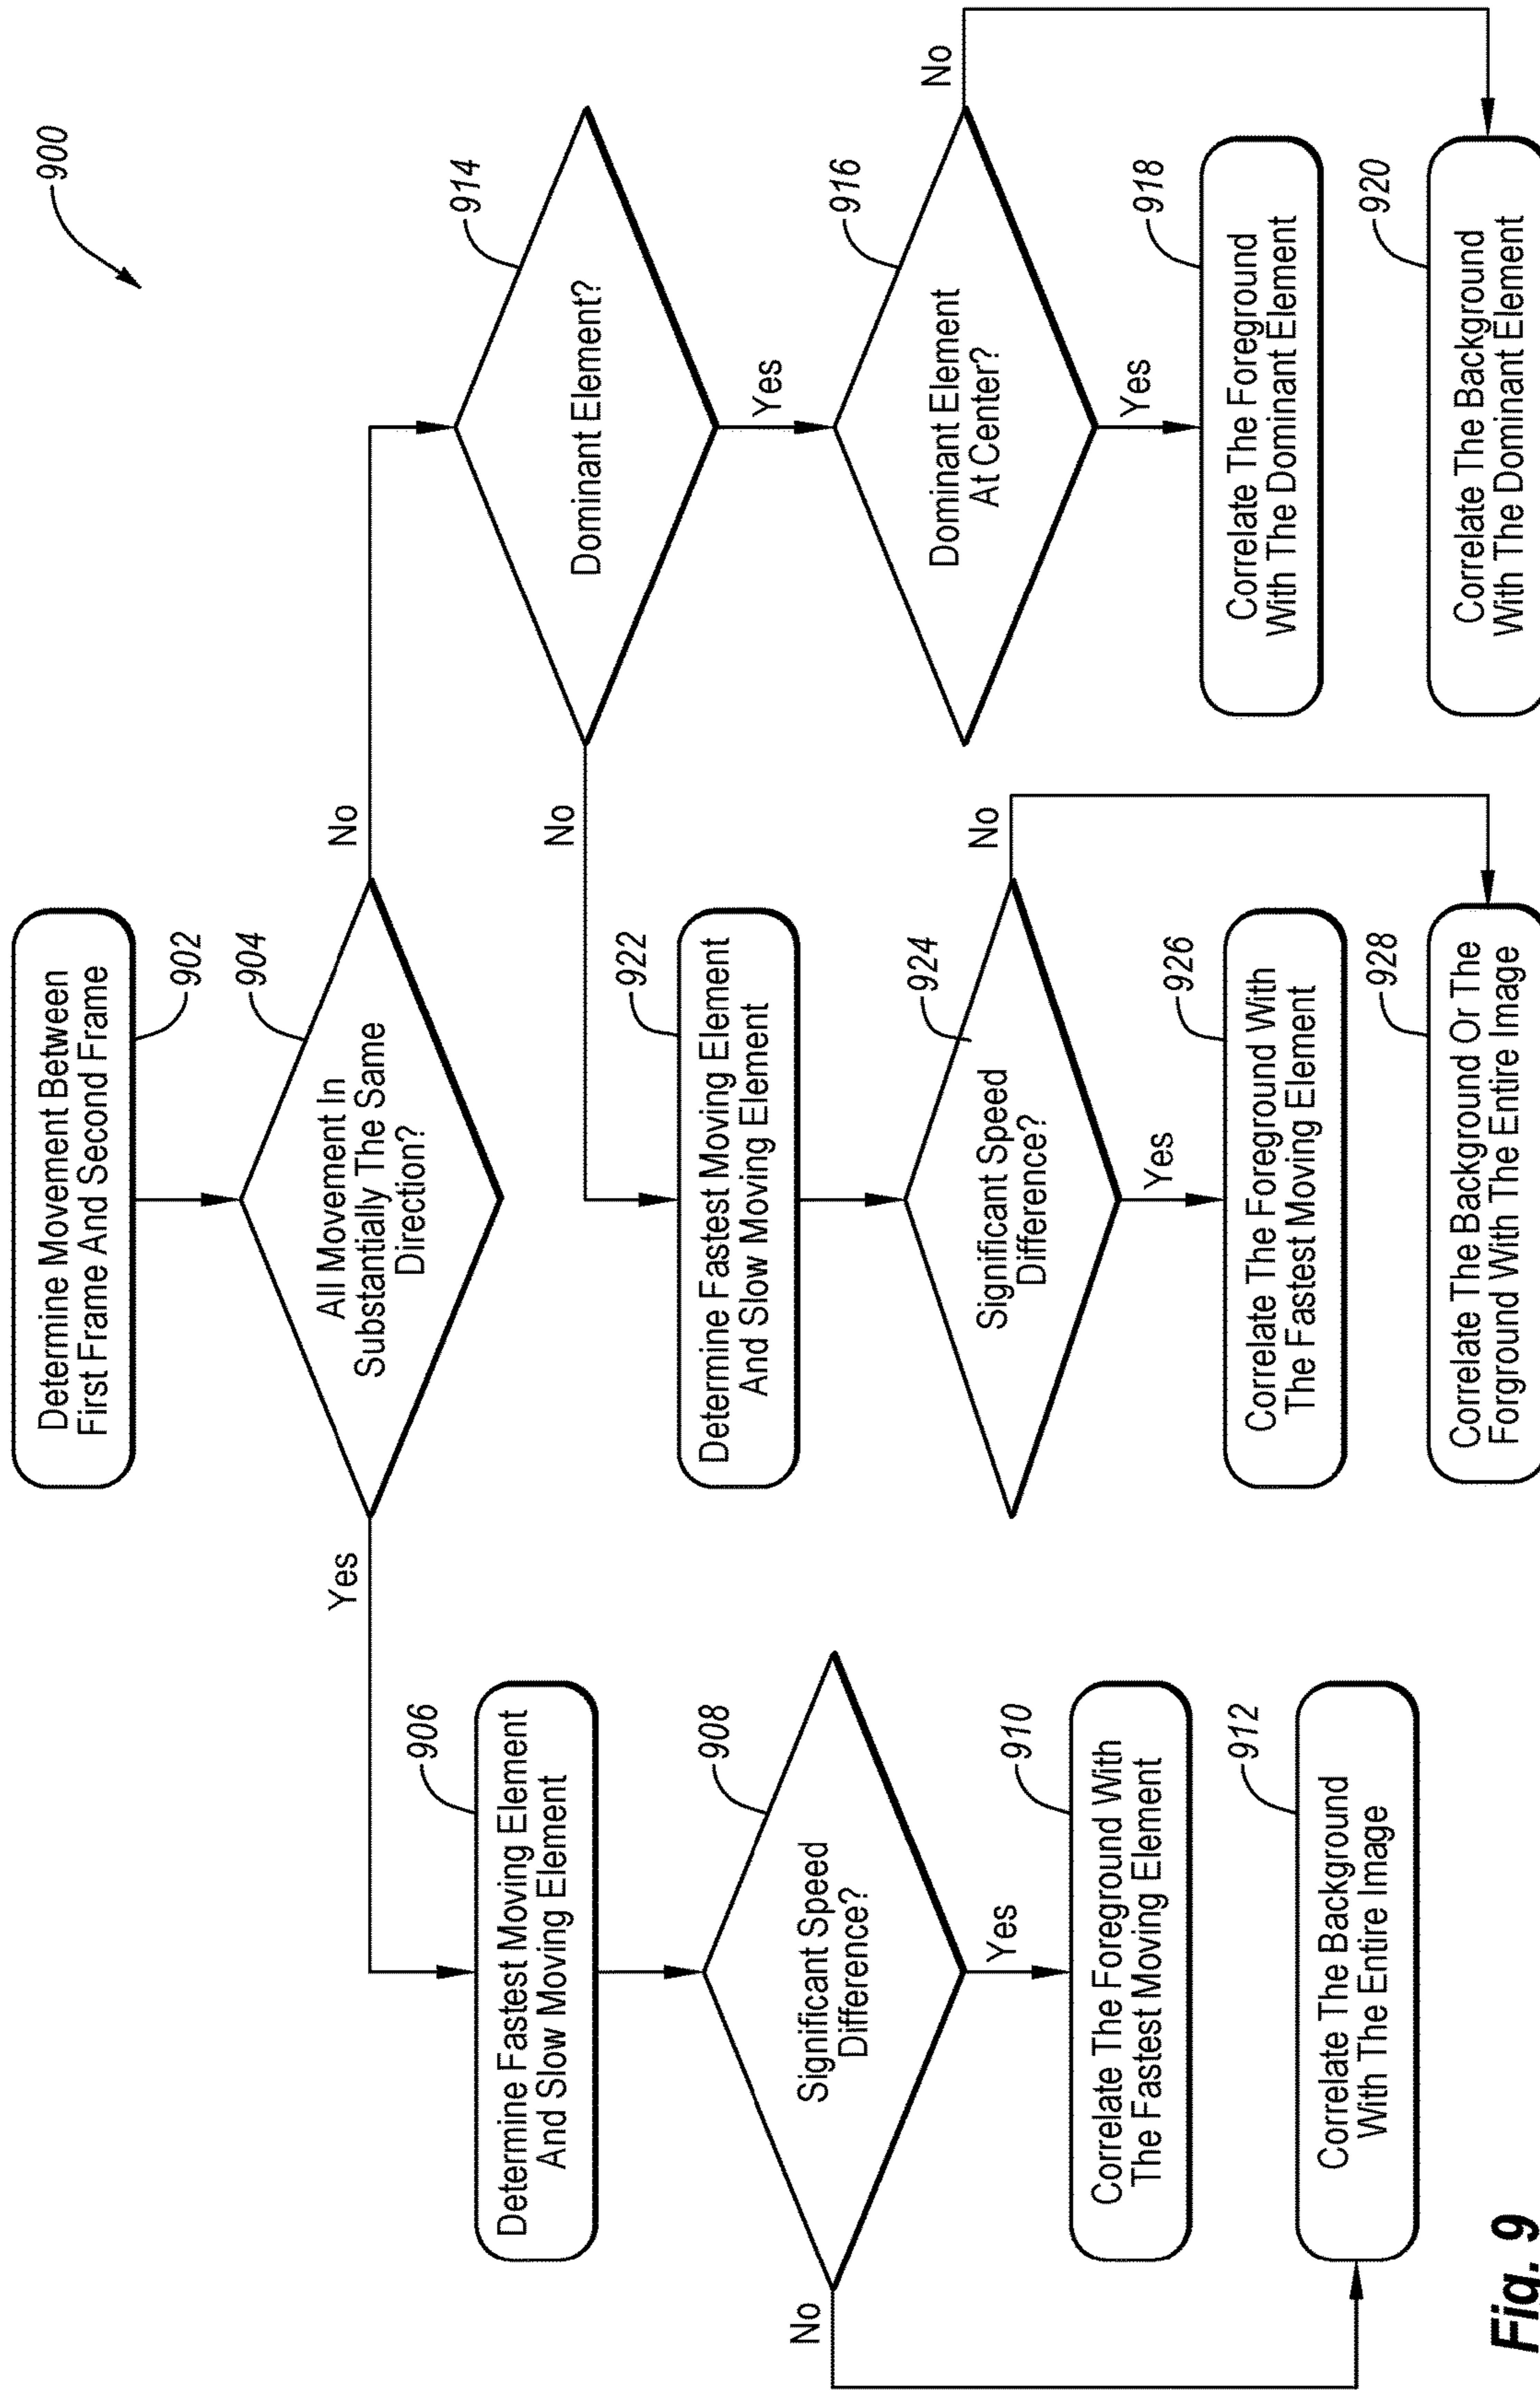 900
Determine Movement Between
First Frame And Second Frame
902
904
All Movement In
Substantially The Same
Direction?
Yes
No
906
Determine Fastest Moving Element
And Slow Moving Element
908
Significant Speed
Difference?
No
Yes
910
Correlate The Foreground With
The Fastest Moving Element
912
Correlate The Background
With The Entire Image
914
Dominant Element?
No
Yes
922
Determine Fastest Moving Element
And Slow Moving Element
924
Significant Speed
Difference?
No
Yes
926
Correlate The Foreground With
The Fastest Moving Element
928
Correlate The Background Or The
Forground With The Entire Image
916
Dominant Element
At Center?
No
Yes
918
Correlate The Foreground
With The Dominant Element
920
Correlate The Background
With The Dominant Element
Fig. 9